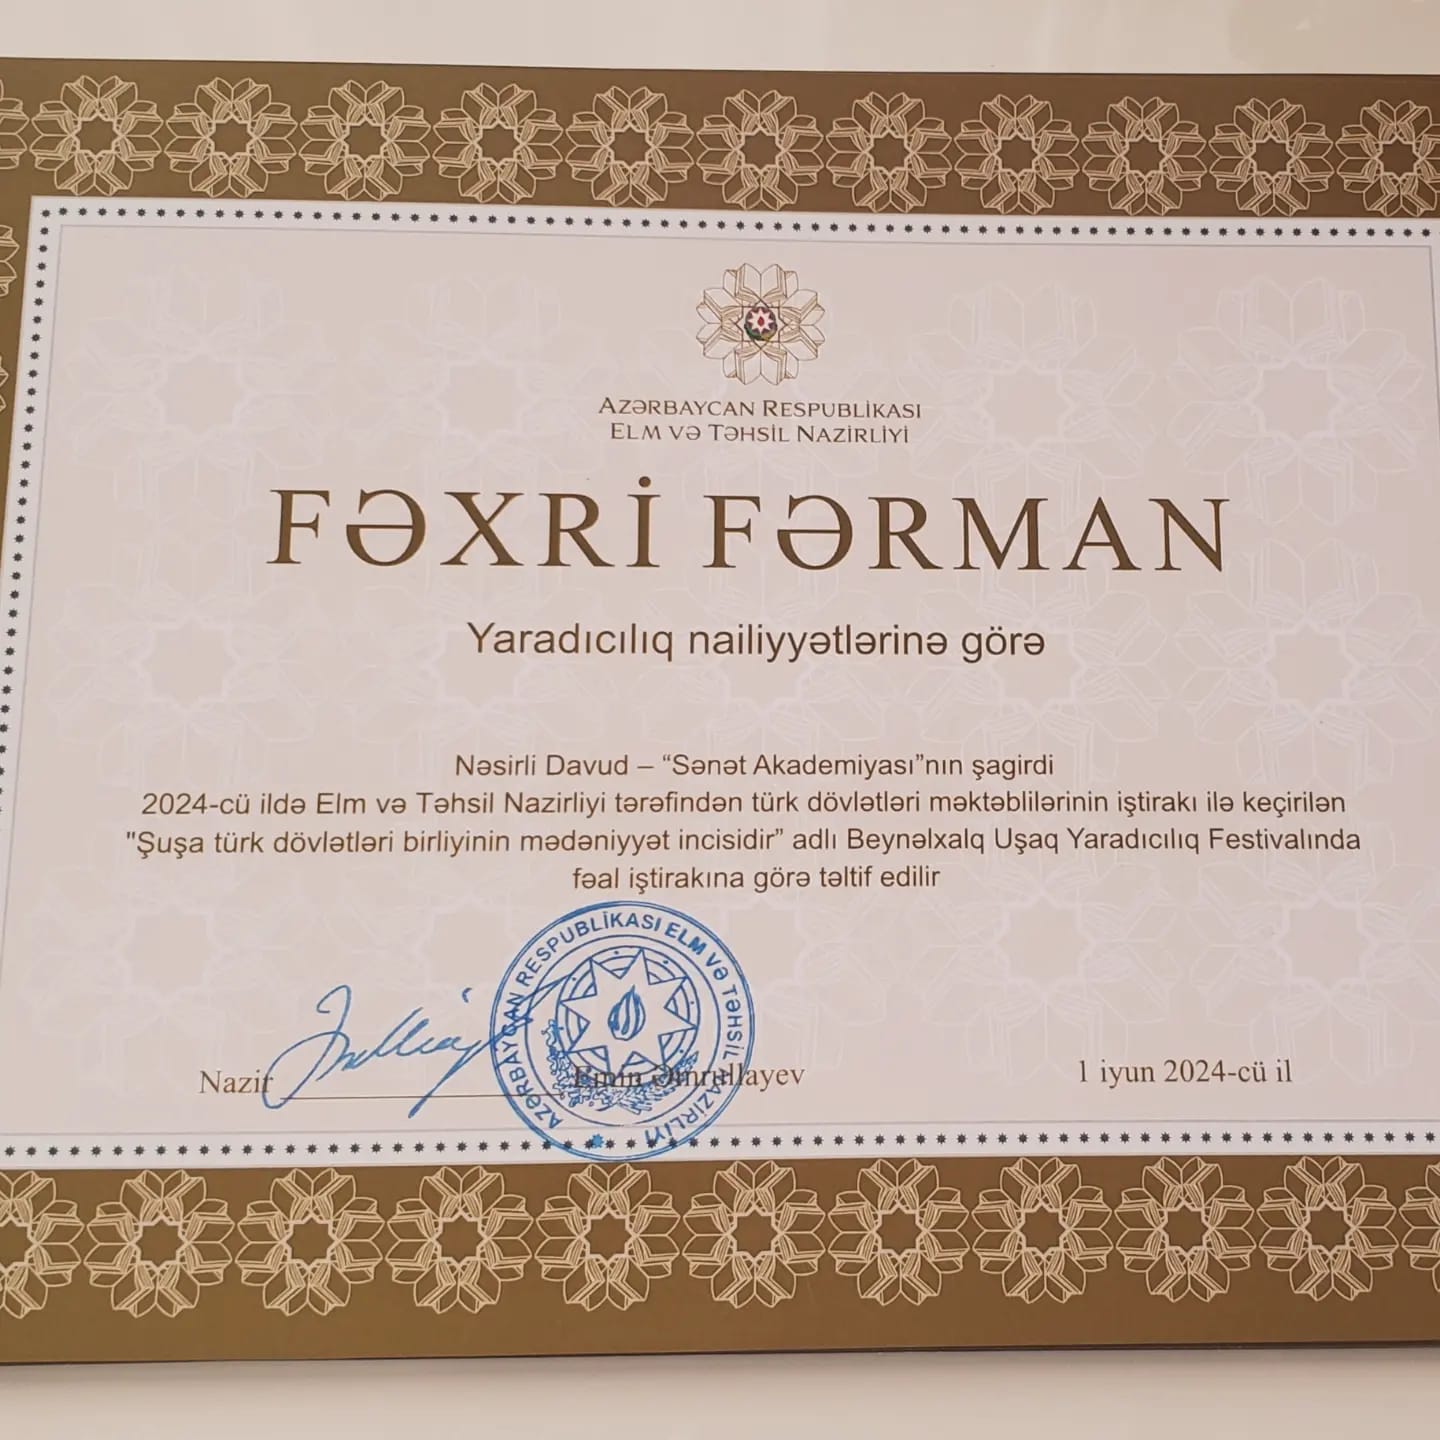 AZƏRBAYCAN RESPUBLİKASI
ELM VƏ TƏHSİL NAZİRLİYİ
FƏXRİ FƏRMAN
Yaradıcılıq nailiyyətlərinə görə
Nəsirli Davud – “Sənət Akademiyası”nın şagirdi
2024-cü ildə Elm və Təhsil Nazirliyi tərəfindən türk dövlətləri məktəblilərinin iştirakı ilə keçirilən
"Şuşa türk dövlətləri birliyinin mədəniyyət incisidir” adlı Beynəlxalq Uşaq Yaradıcılıq Festivalında
fəal iştirakına görə təltif edilir
AZƏRBAYCAN RESPUBLİKASI ELM VƏ TƏHSİL NAZİRLİYİ
Nazir Emin Əmrullayev
1 iyun 2024-cü il